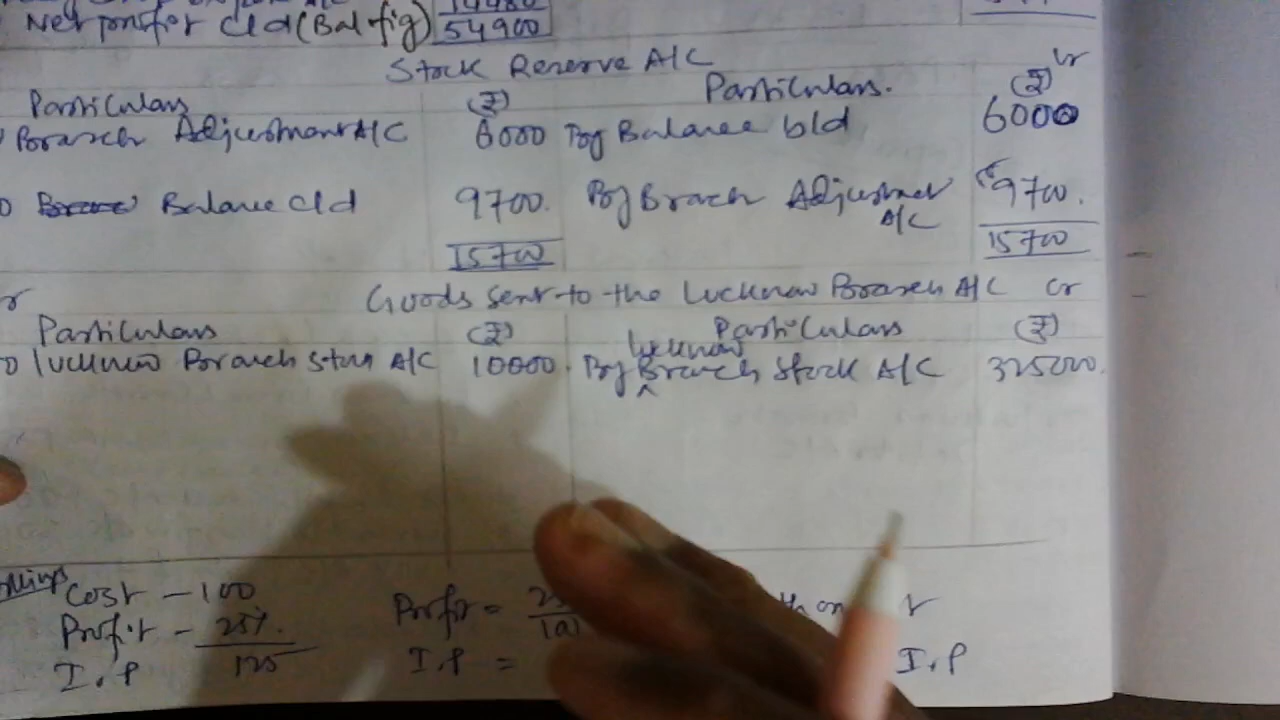 Net profit c/d (Bal fig) 54900
Stock Reserve A/C
Cr
Particulars (₹) Particulars. (₹)
Branch Adjustment A/C 6000 By Balance b/d 6000
Balance c/d 9700. By Branch Adjustment A/C 9700.
15700 15700
Goods sent to the Lucknow Branch A/C Cr
Particulars (₹) Particulars (₹)
Lucknow Branch Stock A/C 10000. By Lucknow Branch Stock A/C 325000.
Cost - 100 Profit =
Profit - 25%.
125
I.P I.P = I.P